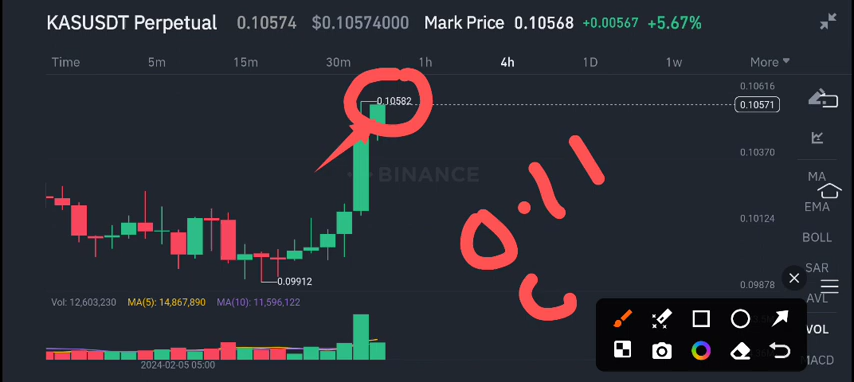 KASUSDT Perpetual 0.10574 $0.10574000 Mark Price 0.10568 +0.00567 +5.67%
Time 5m 15m 30m 1h 4h 1D 1w More
0.10616
0.10582
0.10571
0.10370
BINANCE
MA
EMA
0.10124
0.11
BOLL
SAR
0.09912
0.09878
AVL
Vol: 12,603,230 MA(5): 14,867,890 MA(10): 11,596,122
VOL
MACD
2024-02-05 05:00